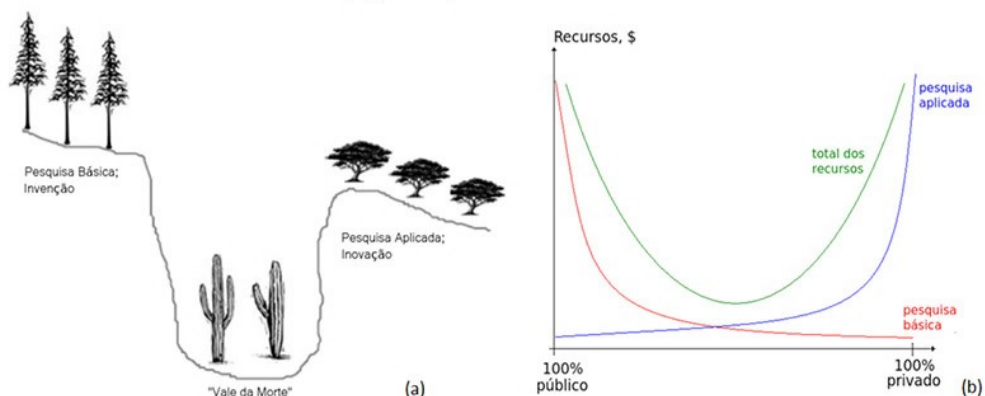 Pesquisa Básica;
Invenção
Pesquisa Aplicada;
Inovação
"Vale da Morte"
(a)
Recursos, $
pesquisa
aplicada
total dos
recursos
pesquisa
básica
100%
público
100%
privado
(b)